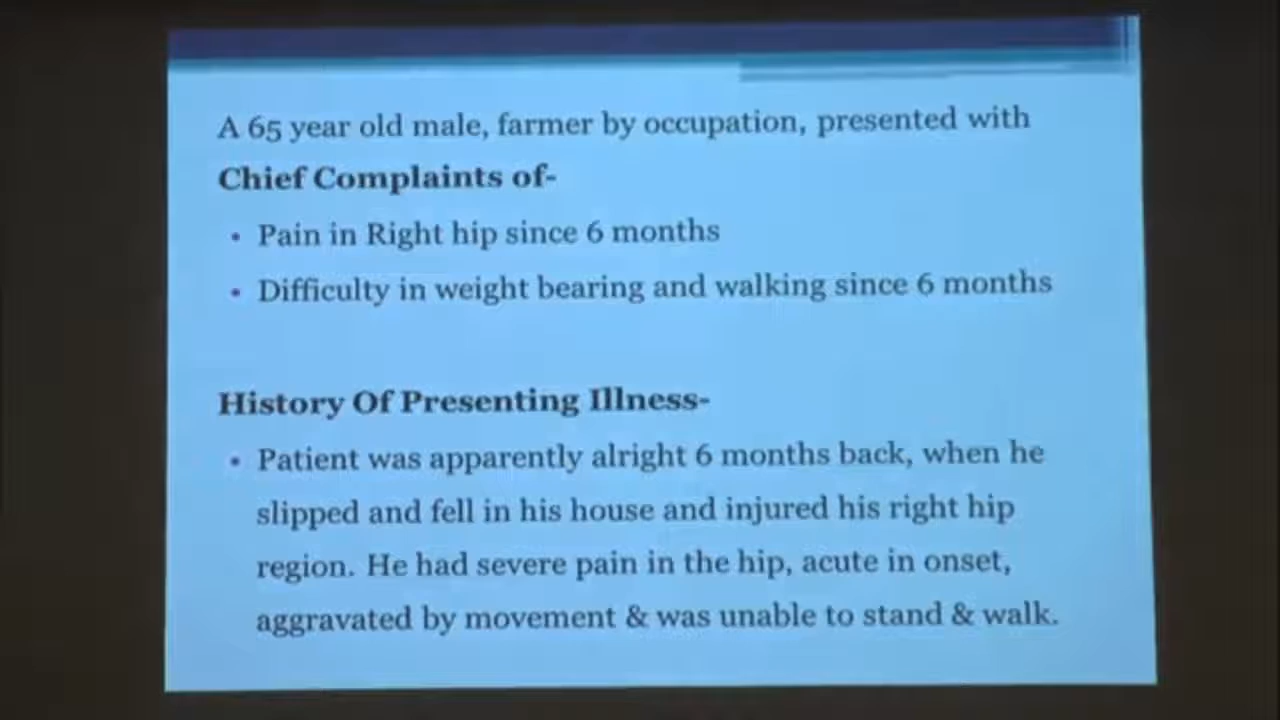 A 65 year old male, farmer by occupation, presented with
Chief Complaints of-
• Pain in Right hip since 6 months
• Difficulty in weight bearing and walking since 6 months
History Of Presenting Illness-
• Patient was apparently alright 6 months back, when he
slipped and fell in his house and injured his right hip
region. He had severe pain in the hip, acute in onset,
aggravated by movement & was unable to stand & walk.